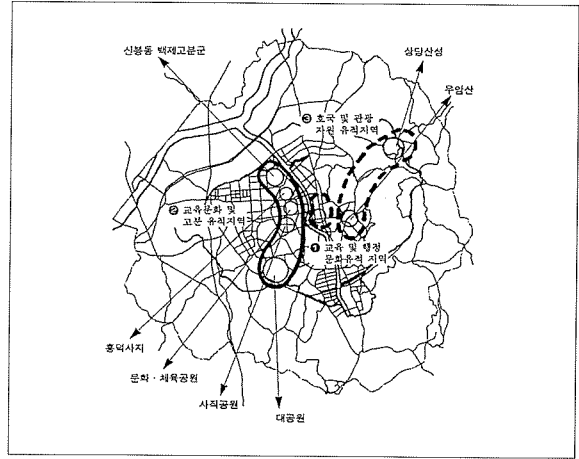 신봉동 백제고분군
상당산성
우암산
❸ 호국 및 관광
자원 유적지역
❷ 교육문화 및
고분 유적지역
❶ 교육 및 행정
문화유적 지역
흥덕사지
문화·체육공원
사직공원
대공원